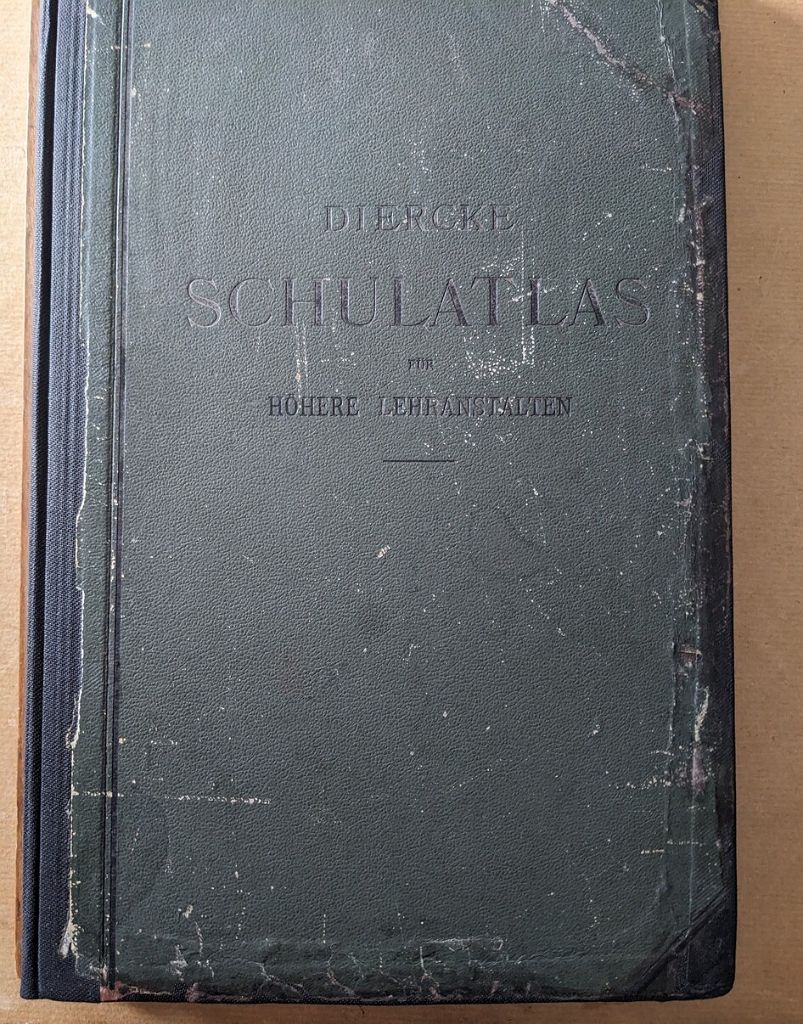 DIERCKE
SCHULATLAS
FÜR
HÖHERE LEHRANSTALTEN